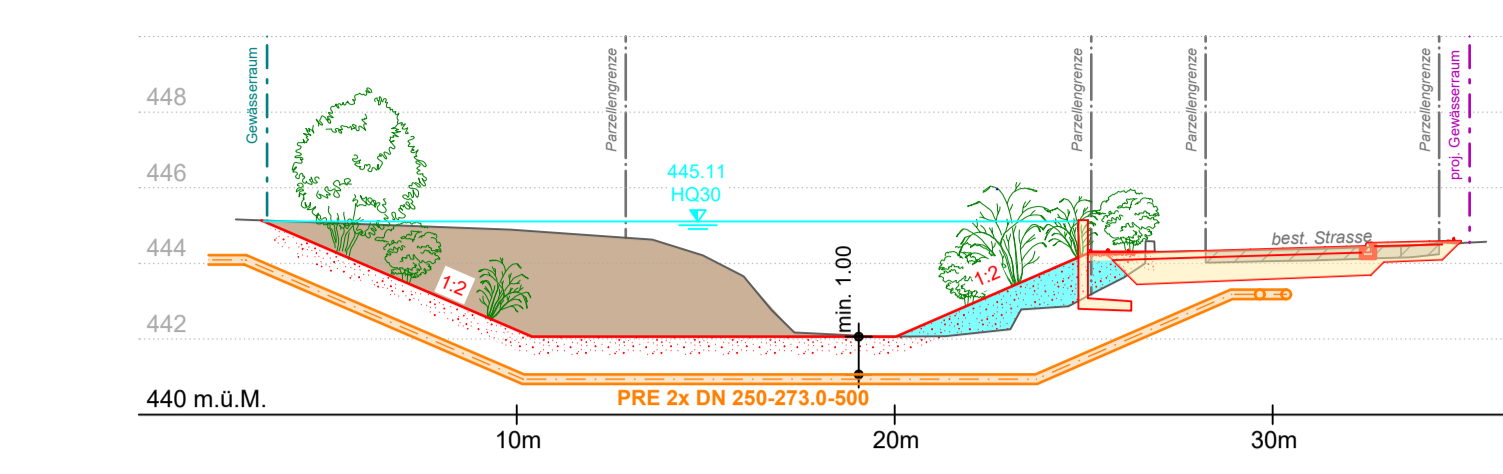 Gewässerraum
Parzellengrenze
Parzellengrenze
Parzellengrenze
Parzellengrenze
proj. Gewässerraum
448
446
445.11
HQ30
444
442
best. Strasse
1:2
1:2
min. 1.00
PRE 2x DN 250-273.0-500
440 m.ü.M.
10m
20m
30m